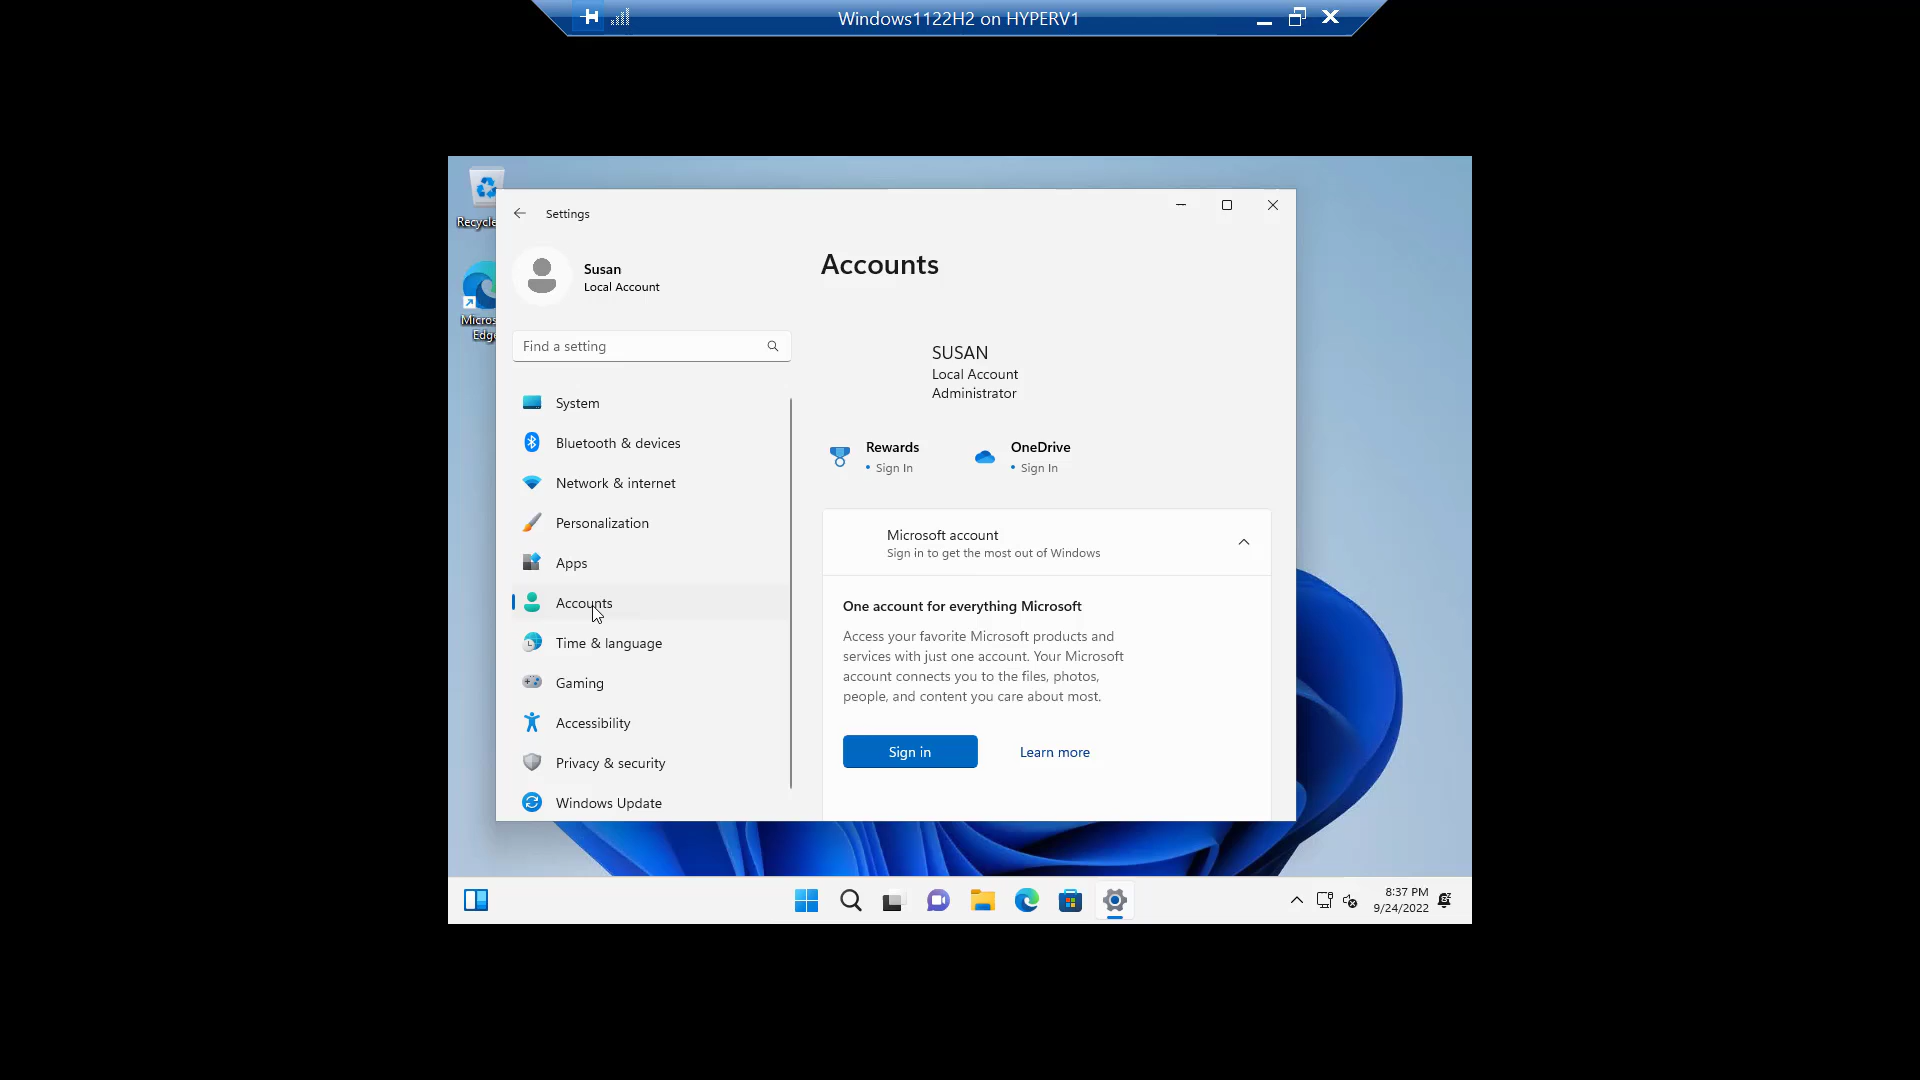 Windows1122H2 on HYPERV1
Recycle
Micros
Edge
Settings
Susan
Local Account
Find a setting
System
Bluetooth & devices
Network & internet
Personalization
Apps
Accounts
Time & language
Gaming
Accessibility
Privacy & security
Windows Update
Accounts
SUSAN
Local Account
Administrator
Rewards
• Sign In
OneDrive
• Sign In
Microsoft account
Sign in to get the most out of Windows
One account for everything Microsoft
Access your favorite Microsoft products and
services with just one account. Your Microsoft
account connects you to the files, photos,
people, and content you care about most.
Sign in
Learn more
8:37 PM
9/24/2022